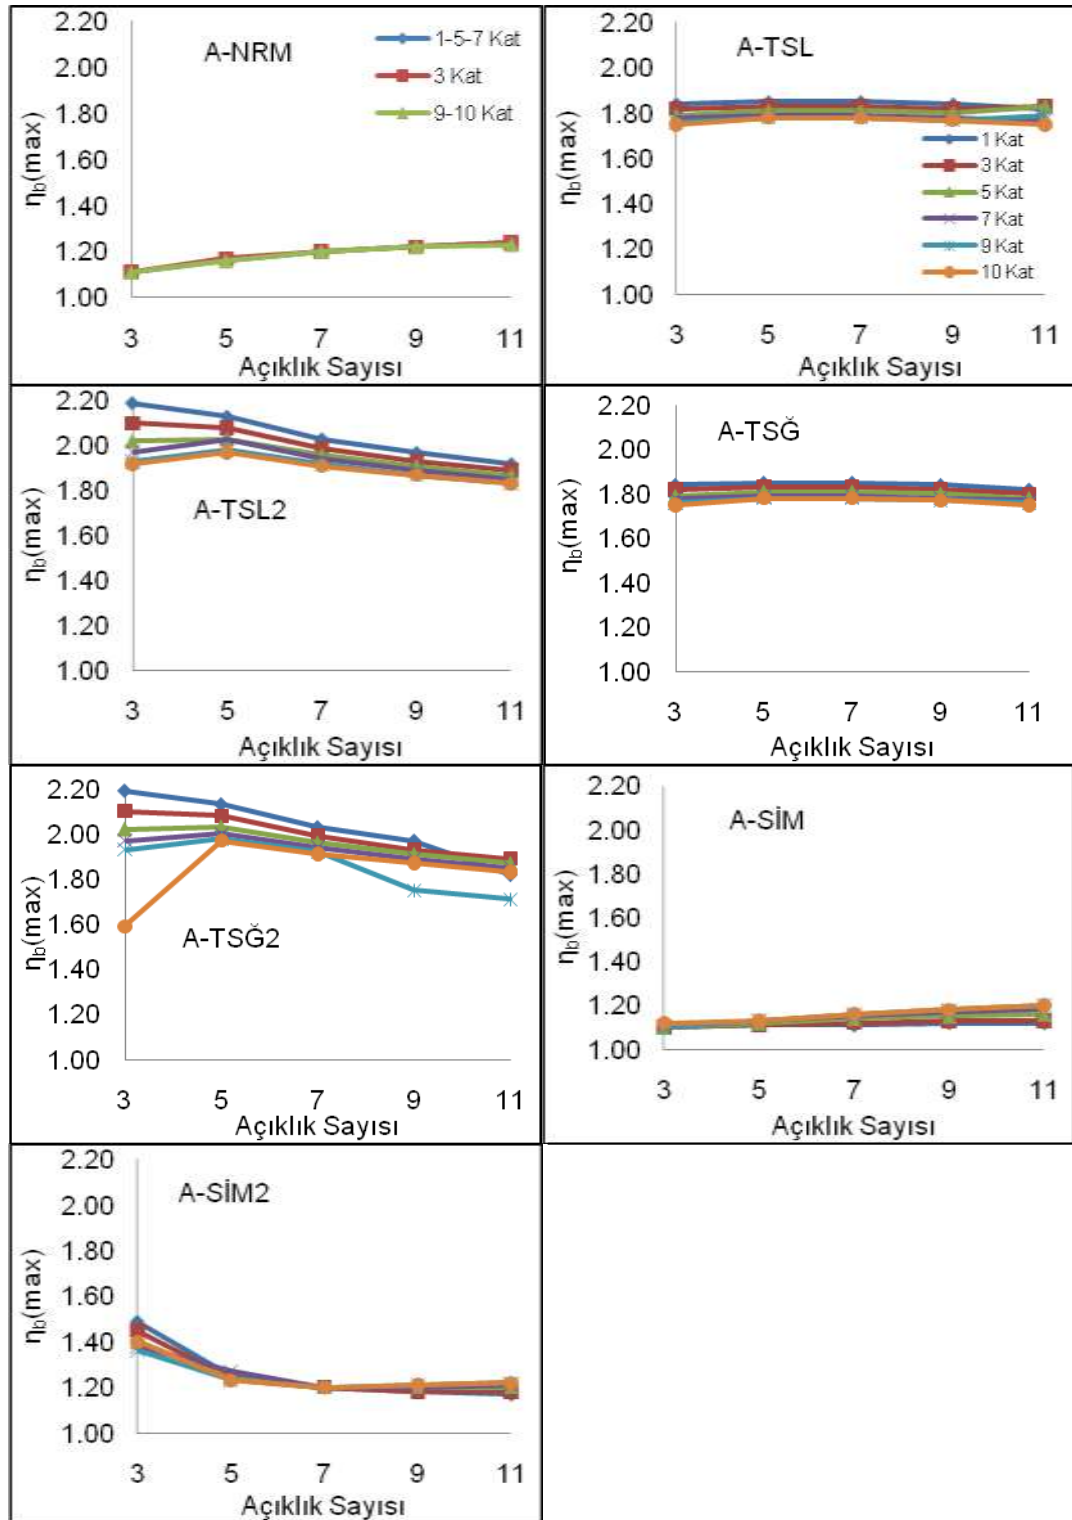 A-NRM
ηb(max)
2.20
2.00
1.80
1.60
1.40
1.20
1.00
1-5-7 Kat
3 Kat
9-10 Kat
3 5 7 9 11
Açıklık Sayısı
A-TSL
ηb(max)
2.20
2.00
1.80
1.60
1.40
1.20
1.00
1 Kat
3 Kat
5 Kat
7 Kat
9 Kat
10 Kat
3 5 7 9 11
Açıklık Sayısı
A-TSL2
ηb(max)
2.20
2.00
1.80
1.60
1.40
1.20
1.00
3 5 7 9 11
Açıklık Sayısı
A-TSĞ
ηb(max)
2.20
2.00
1.80
1.60
1.40
1.20
1.00
3 5 7 9 11
Açıklık Sayısı
A-TSĞ2
ηb(max)
2.20
2.00
1.80
1.60
1.40
1.20
1.00
3 5 7 9 11
Açıklık Sayısı
A-SİM
ηb(max)
2.20
2.00
1.80
1.60
1.40
1.20
1.00
3 5 7 9 11
Açıklık Sayısı
A-SİM2
ηb(max)
2.20
2.00
1.80
1.60
1.40
1.20
1.00
3 5 7 9 11
Açıklık Sayısı